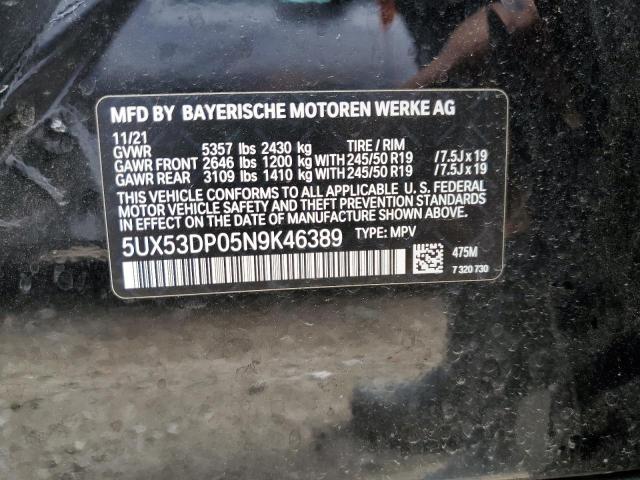 MFD BY BAYERISCHE MOTOREN WERKE AG
11/21
GVWR 5357 lbs 2430 kg TIRE / RIM
GAWR FRONT 2646 lbs 1200 kg WITH 245/50 R19 / 7.5J x 19
GAWR REAR 3109 lbs 1410 kg WITH 245/50 R19 / 7.5J x 19
THIS VEHICLE CONFORMS TO ALL APPLICABLE U. S. FEDERAL
MOTOR VEHICLE SAFETY AND THEFT PREVENTION STANDARDS
IN EFFECT ON THE DATE OF MANUFACTURE SHOWN ABOVE.
5UX53DP05N9K46389 TYPE: MPV
475M
7 320 730